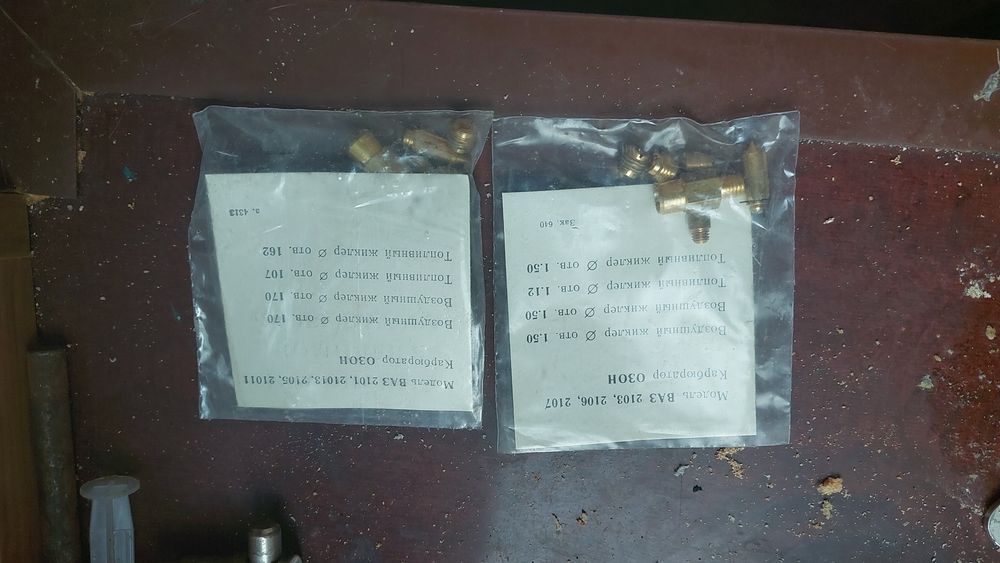 Модель ВАЗ 2101, 21013, 2105, 21011
Карбюратор ОЗОН
Воздушный жиклер Ø отв. 170
Воздушный жиклер Ø отв. 170
Топливный жиклер Ø отв. 107
Топливный жиклер Ø отв. 162
з. 4313
Модель ВАЗ 2103, 2106, 2107
Карбюратор ОЗОН
Воздушный жиклер Ø отв. 1.50
Воздушный жиклер Ø отв. 1.50
Топливный жиклер Ø отв. 1.12
Топливный жиклер Ø отв. 1.50
Зак. 640